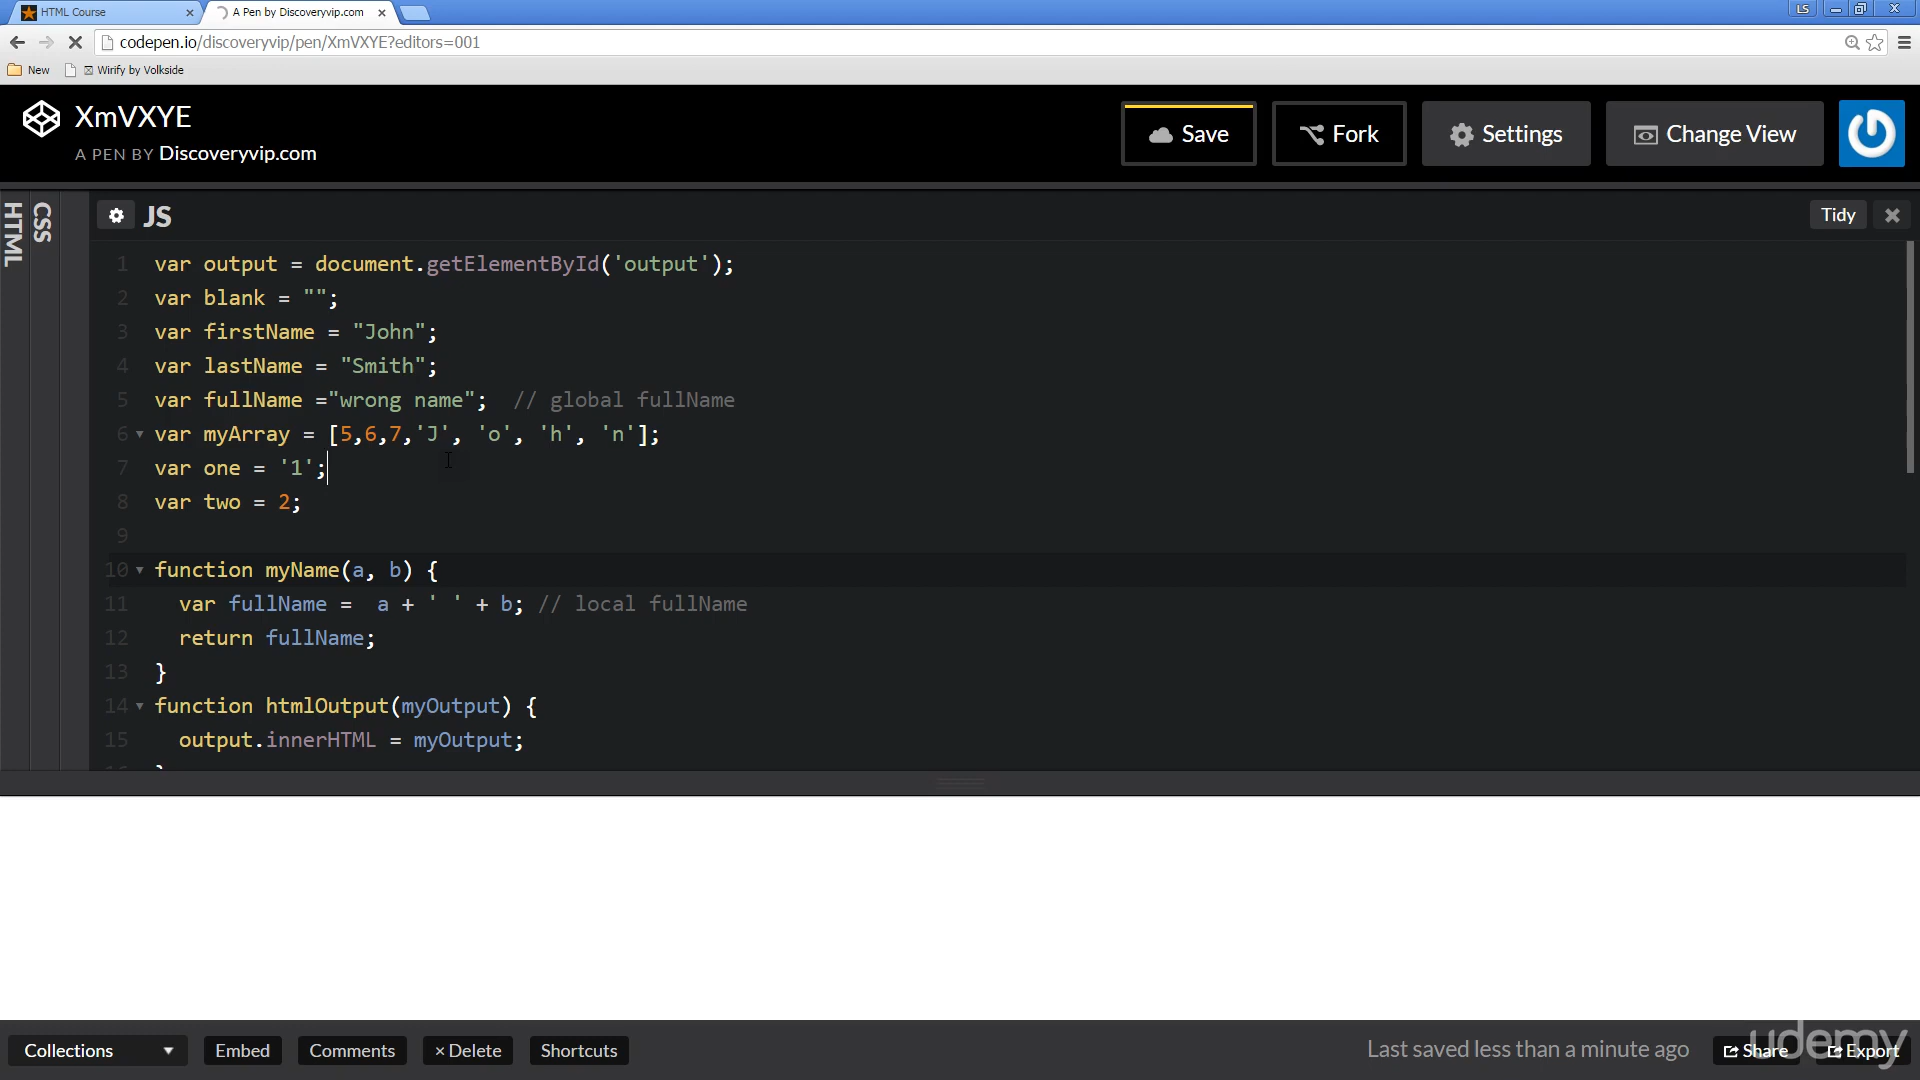 HTML Course
A Pen by Discoveryvip.com
LS
codepen.io/discoveryvip/pen/XmVXYE?editors=001
New
Wirify by Volkside
XmVXYE
A PEN BY Discoveryvip.com
Save
Fork
Settings
Change View
HTML
CSS
JS
Tidy
1 var output = document.getElementById('output');
2 var blank = "";
3 var firstName = "John";
4 var lastName = "Smith";
5 var fullName ="wrong name"; // global fullName
6 var myArray = [5,6,7,'J', 'o', 'h', 'n'];
7 var one = '1';
8 var two = 2;
9
10 function myName(a, b) {
11 var fullName = a + ' ' + b; // local fullName
12 return fullName;
13 }
14 function htmlOutput(myOutput) {
15 output.innerHTML = myOutput;
Collections
Embed
Comments
× Delete
Shortcuts
Last saved less than a minute ago
Share
Export
udemy